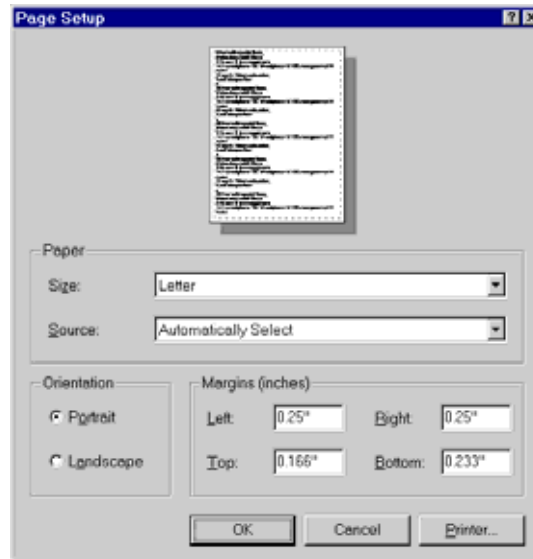 Page Setup
Paper
Size: Letter
Source: Automatically Select
Orientation
Portrait
Landscape
Margins (inches)
Left: 0.25" Right: 0.25"
Top: 0.166" Bottom: 0.233"
OK Cancel Printer...